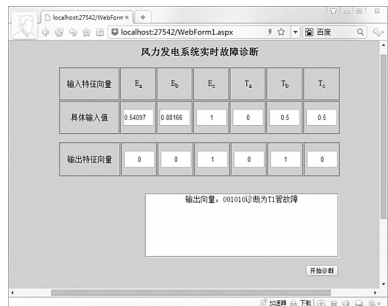 localhost:27542/WebForm
localhost:27542/WebForm1.aspx
百度
风力发电系统实时故障诊断
输入特征向量 Ea Eb Ec Ta Tb Tc
具体输入值 0.54097 0.88166 1 0 0.5 0.5
输出特征向量 0 0 1 0 1 0
输出向量:001010诊断为T1管故障
开始诊断
加速器 下载